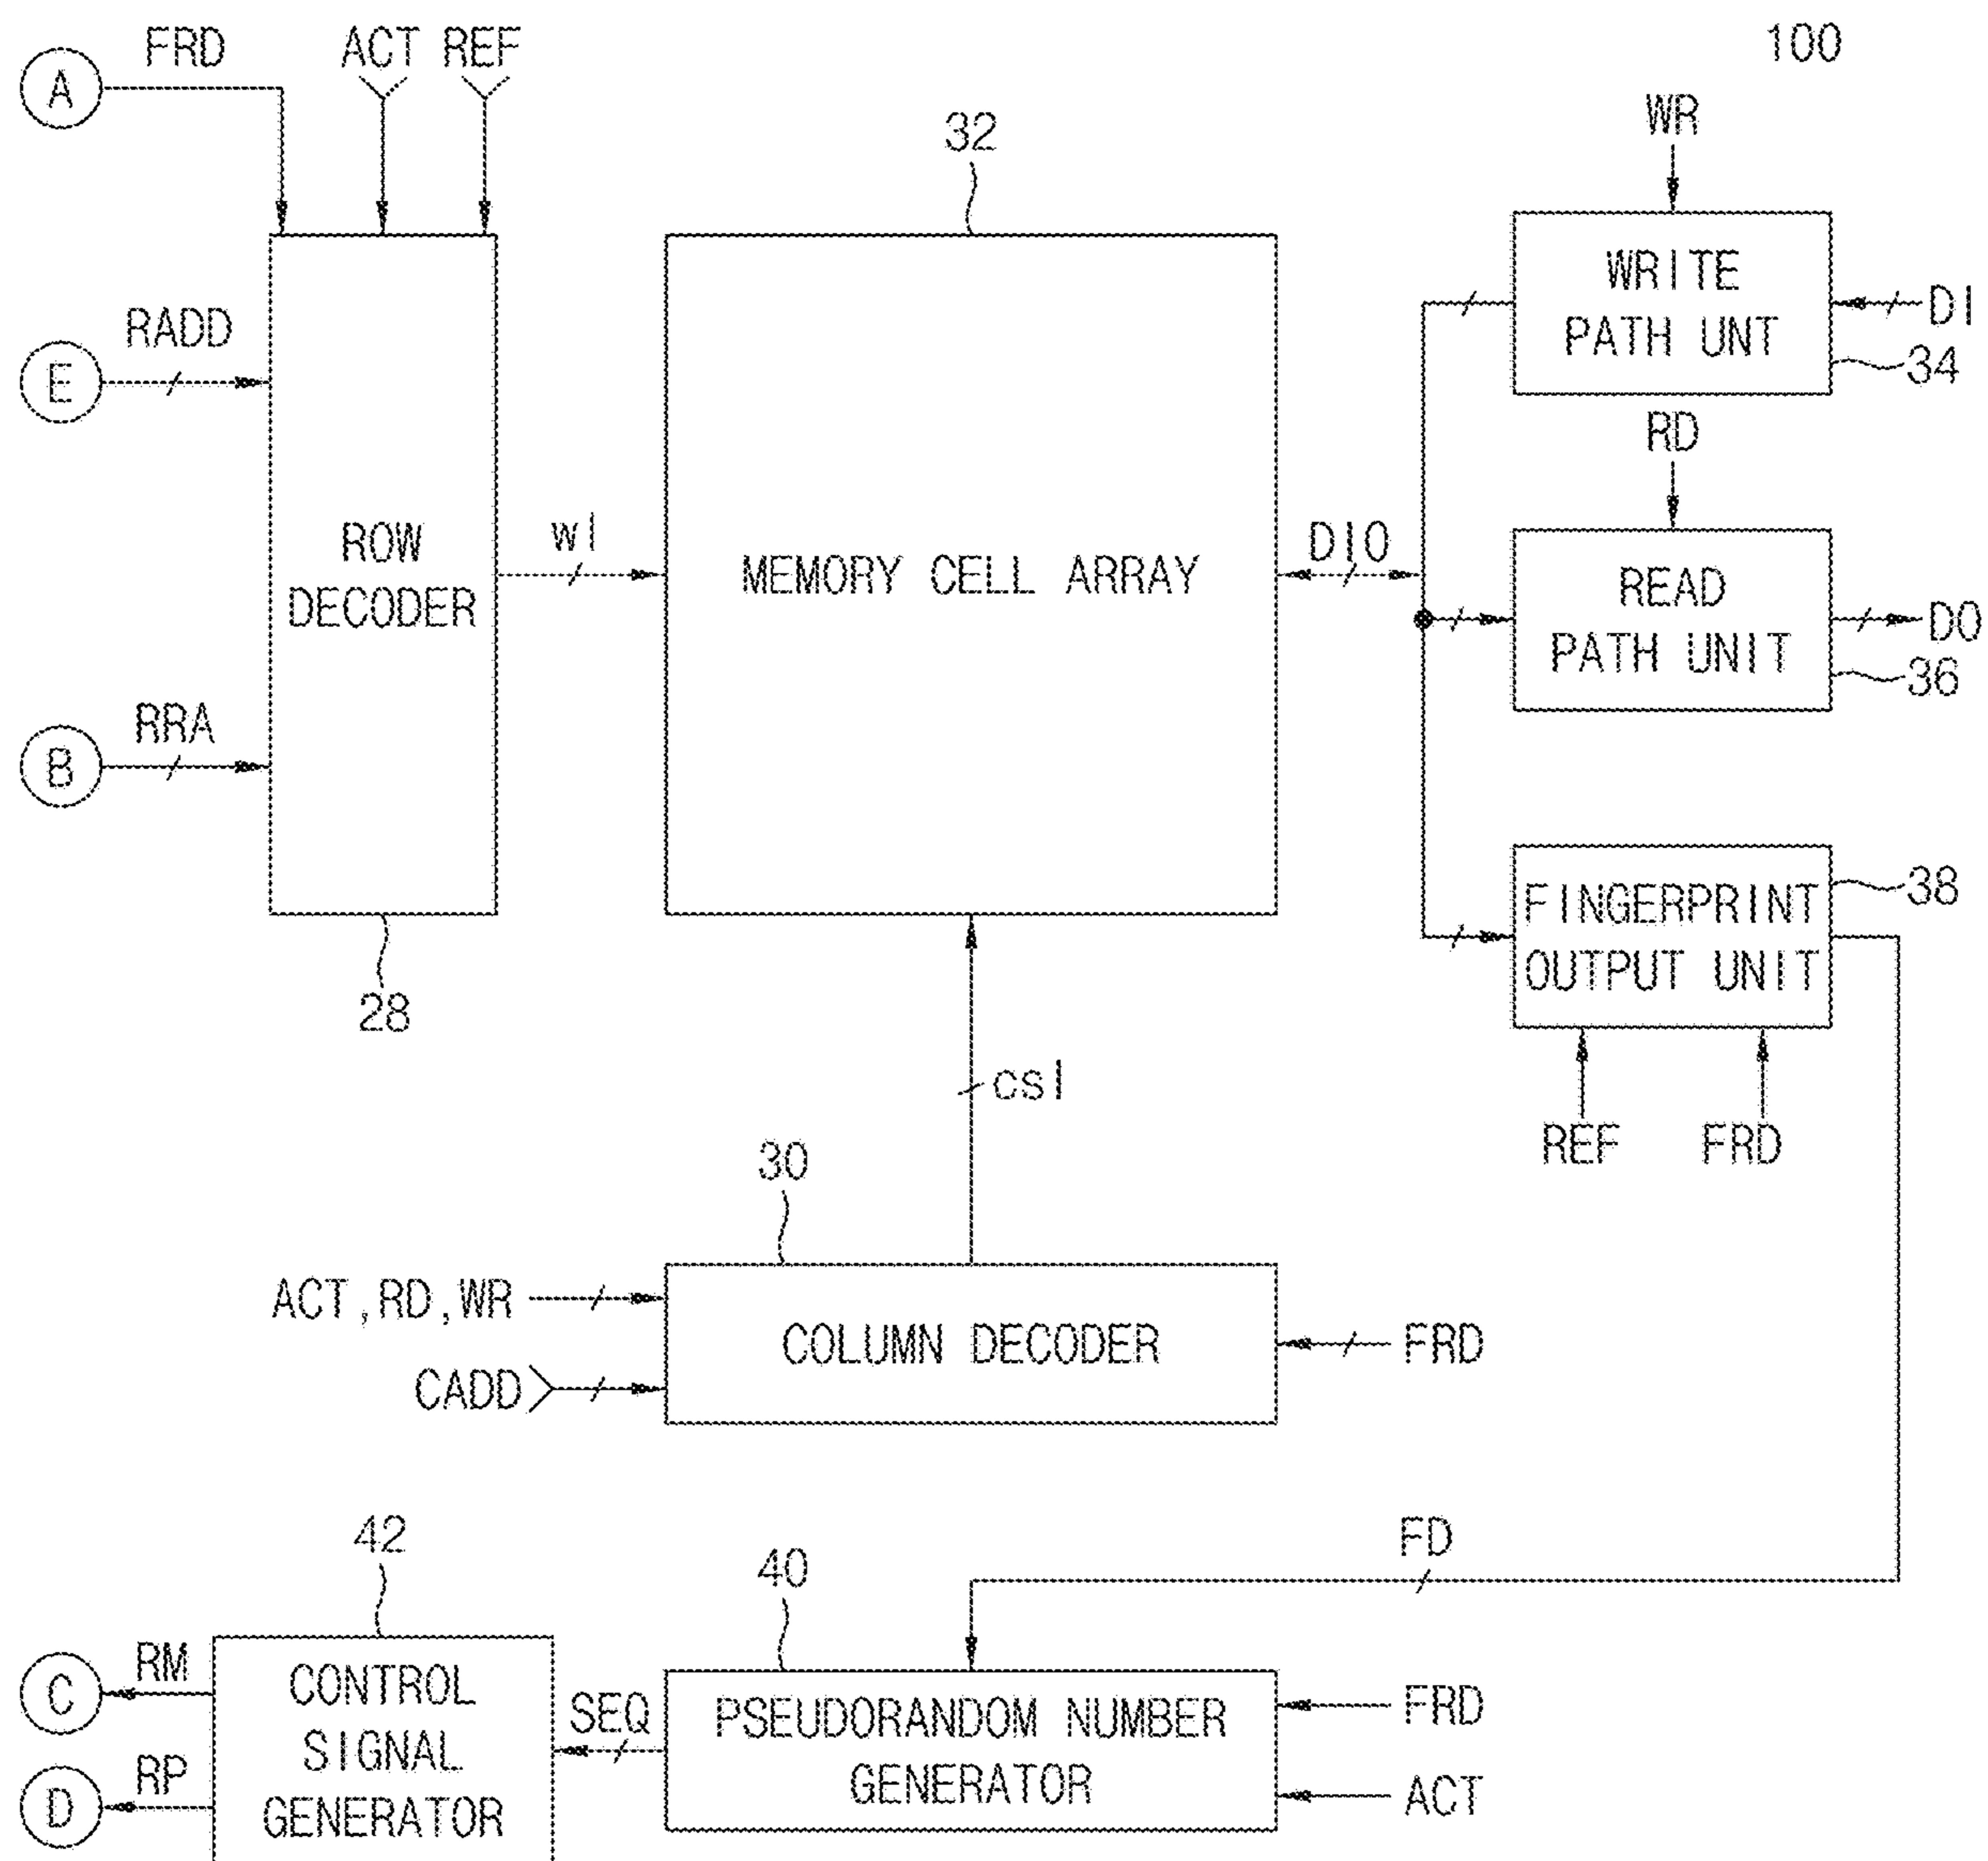 FRD
ACT REF
100
A
32
WR
WRITE
PATH UNT
DI
34
RADD
E
RD
ROW
DECODER
wl
MEMORY CELL ARRAY
DIO
READ
PATH UNIT
DO
36
RRA
B
FINGERPRINT
OUTPUT UNIT
38
28
csl
REF
FRD
30
ACT,RD,WR
CADD
COLUMN DECODER
FRD
42
40
FD
C
RM
D
RP
CONTROL
SIGNAL
GENERATOR
SEQ
PSEUDORANDOM NUMBER
GENERATOR
FRD
ACT